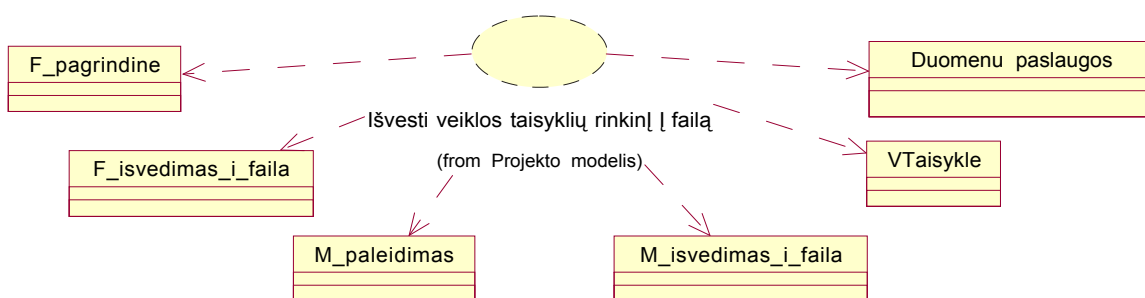 F_pagrindine
Duomenu paslaugos
Išvesti veiklos taisyklių rinkinį Į failą
(from Projekto modelis)
F_isvedimas_i_faila
VTaisykle
M_paleidimas
M_isvedimas_i_faila